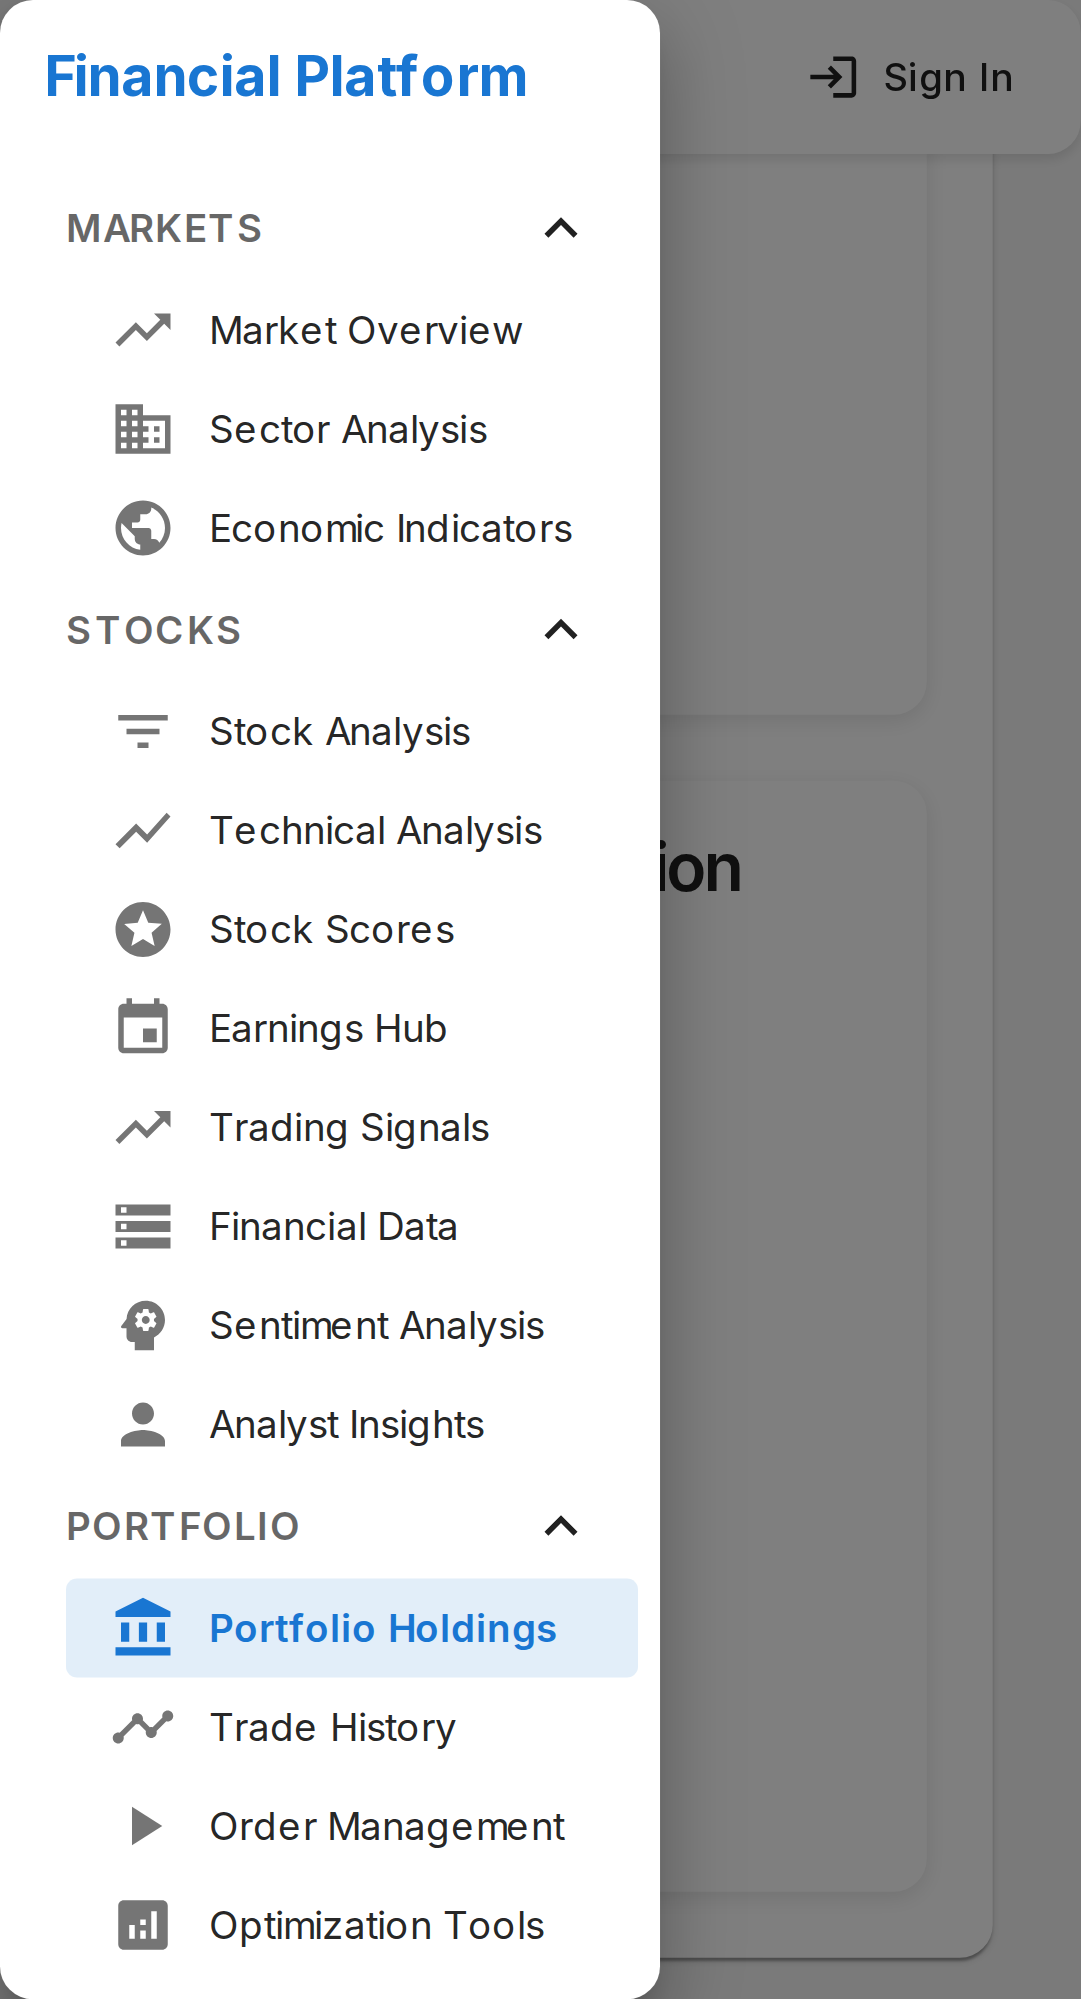 Financial Platform
Sign In
MARKETS
Market Overview
Sector Analysis
Economic Indicators
STOCKS
Stock Analysis
Technical Analysis
ion
Stock Scores
Earnings Hub
Trading Signals
Financial Data
Sentiment Analysis
Analyst Insights
PORTFOLIO
Portfolio Holdings
Trade History
Order Management
Optimization Tools